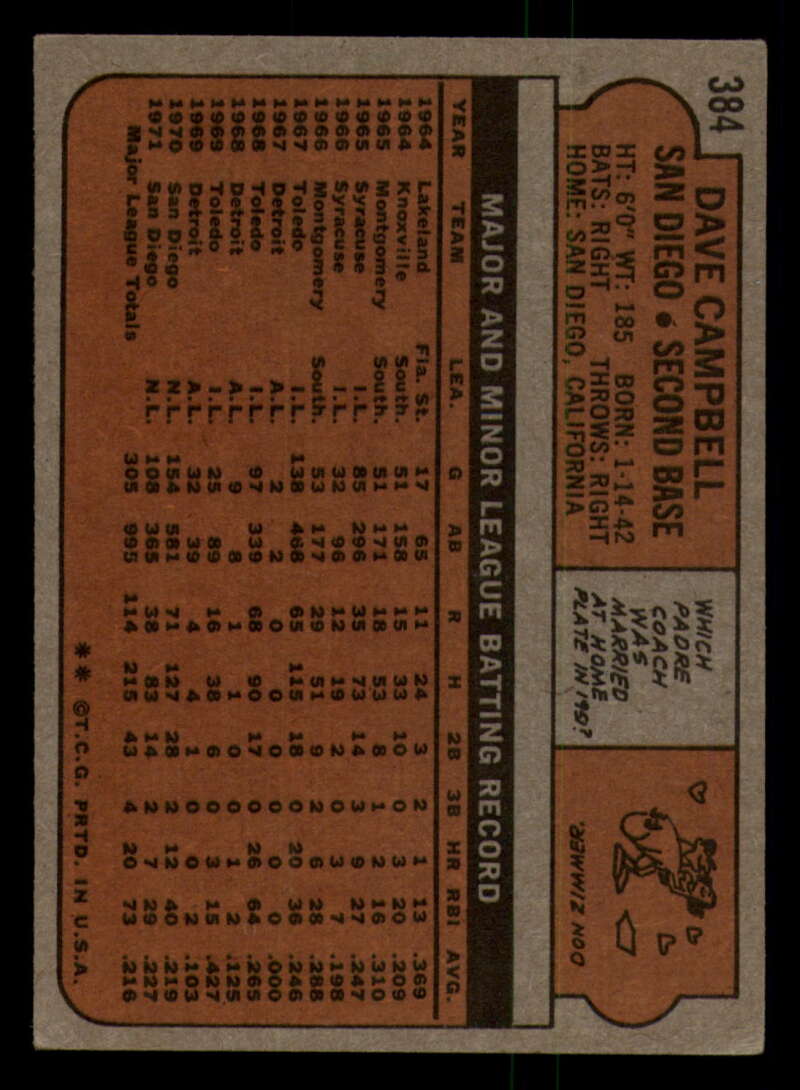 384
DAVE CAMPBELL
SAN DIEGO • SECOND BASE
HT: 6'0" WT: 185 BORN: 1-14-42
BATS: RIGHT THROWS: RIGHT
HOME: SAN DIEGO, CALIFORNIA
WHICH
PADRE
COACH
WAS
MARRIED
AT HOME
PLATE IN 1951?
DON ZIMMER.
MAJOR AND MINOR LEAGUE BATTING RECORD
YEAR TEAM LEA. G AB R H 2B 3B HR RBI AVG.
1964 Lakeland Fla. St. 17 65 11 24 3 2 1 13 .369
1964 Knoxville South. 51 158 15 33 10 0 3 20 .209
1965 Montgomery South. 51 171 18 53 8 1 2 16 .310
1965 Syracuse I.L. 85 296 35 73 14 3 9 27 .247
1966 Syracuse I.L. 32 96 12 19 2 0 3 7 .198
1966 Montgomery South. 53 177 29 51 9 2 6 28 .288
1967 Toledo I.L. 138 468 65 115 18 0 20 36 .246
1967 Detroit A.L. 2 2 0 0 0 0 0 0 .000
1968 Toledo I.L. 97 339 68 90 17 0 26 64 .265
1968 Detroit A.L. 9 8 1 1 0 0 1 2 .125
1969 Toledo I.L. 25 89 16 38 6 0 3 15 .427
1969 Detroit A.L. 32 39 4 4 1 0 0 2 .103
1970 San Diego N.L. 154 581 71 127 28 2 12 40 .219
1971 San Diego N.L. 108 365 38 83 14 2 7 29 .227
Major League Totals 305 995 114 215 43 4 20 73 .216
** ©T.C.G. PRTD. IN U.S.A.